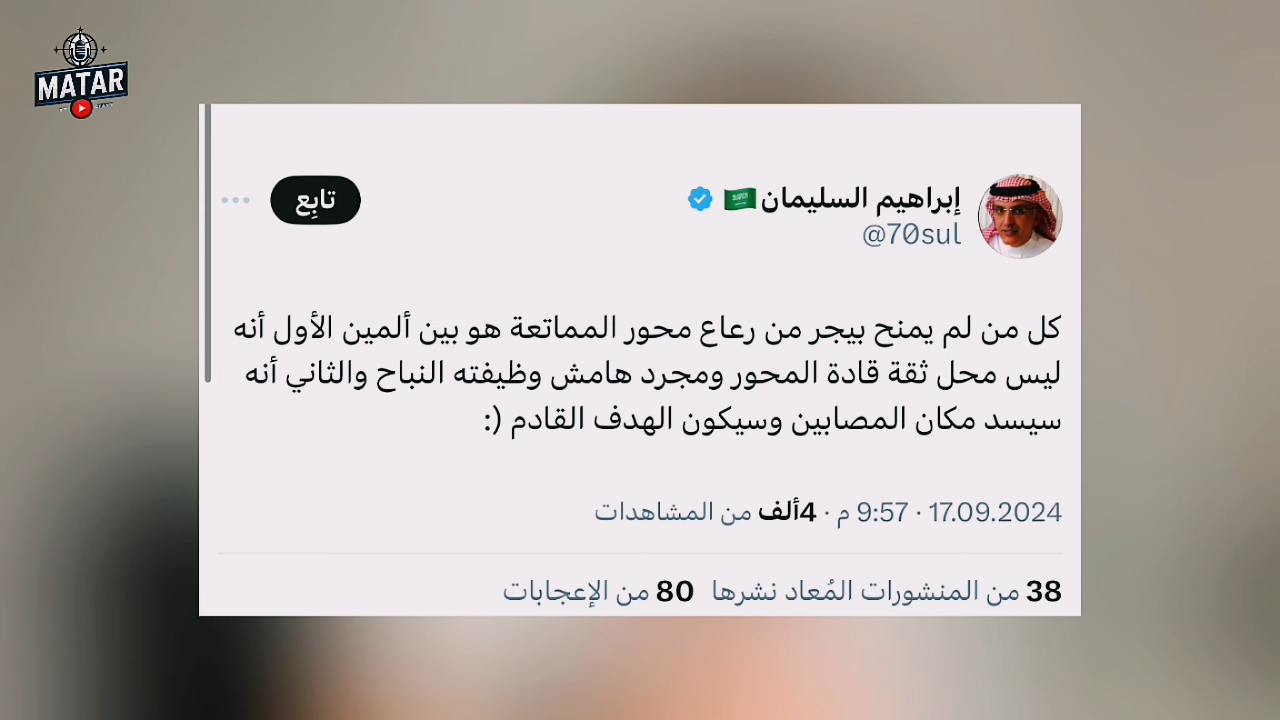 MATAR
إبراهيم السليمان🇸🇦
@70sul
تابِع
كل من لم يمنح بيجر من رعاع محور المماتعة هو بين ألمين الأول أنه
ليس محل ثقة قادة المحور ومجرد هامش وظيفته النباح والثاني أنه
سيسد مكان المصابين وسيكون الهدف القادم (:
17.09.2024 · 9:57 م · 4ألف من المشاهدات
38 من المنشورات المُعاد نشرها 80 من الإعجابات